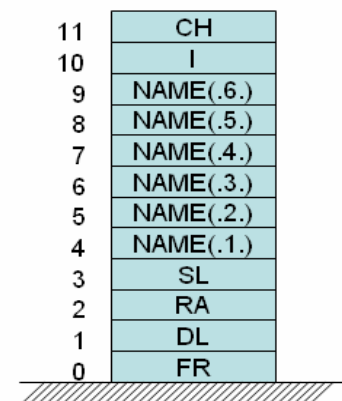 11 CH
10 I
9 NAME(.6.)
8 NAME(.5.)
7 NAME(.4.)
6 NAME(.3.)
5 NAME(.2.)
4 NAME(.1.)
3 SL
2 RA
1 DL
0 FR